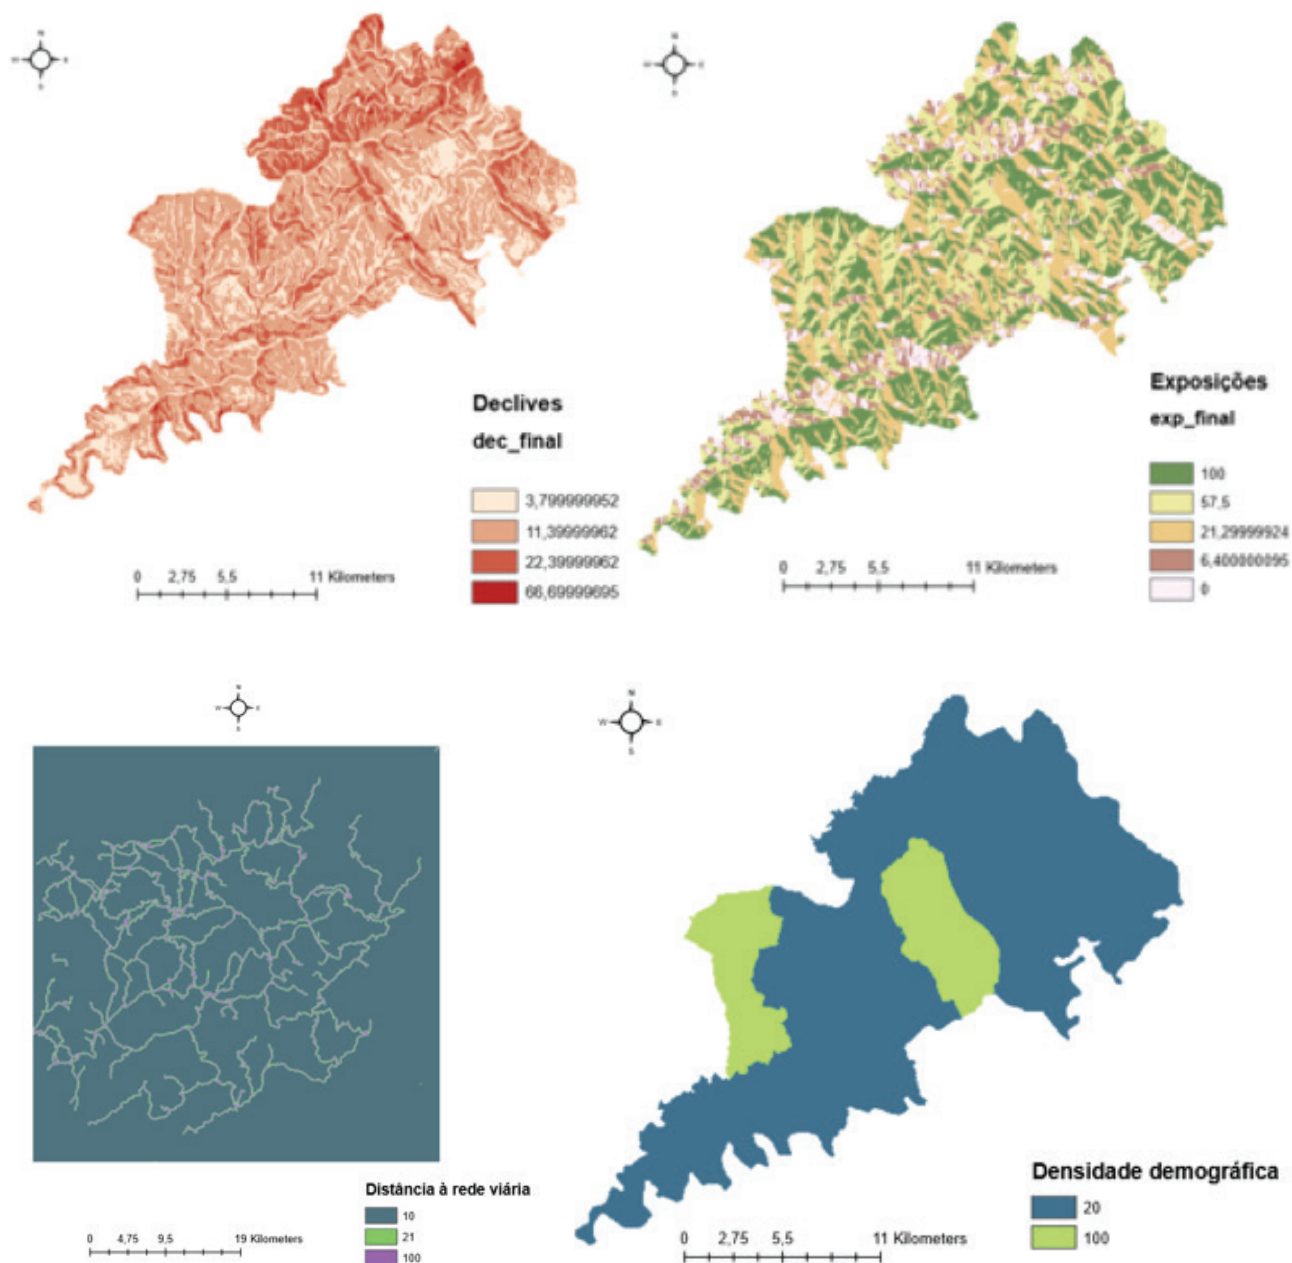 N
W E
S
Declives
dec_final
3,799999952
11,39999962
22,39999962
66,69999695
0 2,75 5,5 11 Kilometers
N
W E
S
Exposições
exp_final
100
57,5
21,29999924
6,400000095
0
0 2,75 5,5 11 Kilometers
N
W E
S
Distância à rede viária
10
21
100
0 4,75 9,5 19 Kilometers
N
W E
S
Densidade demográfica
20
100
0 2,75 5,5 11 Kilometers